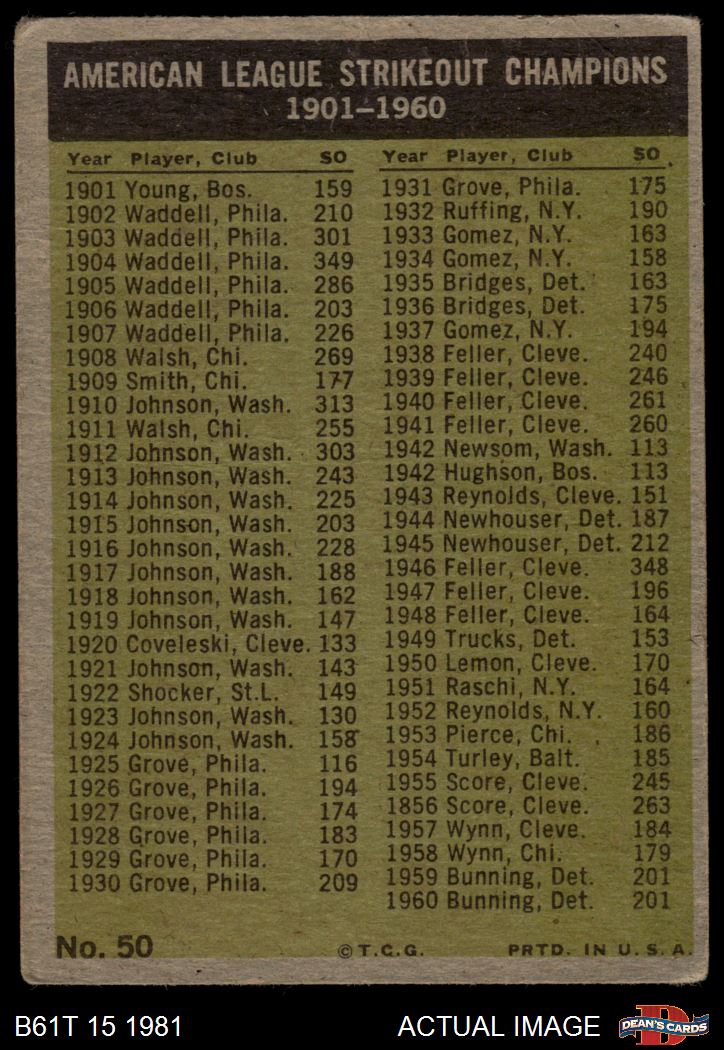 AMERICAN LEAGUE STRIKEOUT CHAMPIONS
1901–1960
Year Player, Club SO
1901 Young, Bos. 159
1902 Waddell, Phila. 210
1903 Waddell, Phila. 301
1904 Waddell, Phila. 349
1905 Waddell, Phila. 286
1906 Waddell, Phila. 203
1907 Waddell, Phila. 226
1908 Walsh, Chi. 269
1909 Smith, Chi. 177
1910 Johnson, Wash. 313
1911 Walsh, Chi. 255
1912 Johnson, Wash. 303
1913 Johnson, Wash. 243
1914 Johnson, Wash. 225
1915 Johnson, Wash. 203
1916 Johnson, Wash. 228
1917 Johnson, Wash. 188
1918 Johnson, Wash. 162
1919 Johnson, Wash. 147
1920 Coveleski, Cleve. 133
1921 Johnson, Wash. 143
1922 Shocker, St.L. 149
1923 Johnson, Wash. 130
1924 Johnson, Wash. 158
1925 Grove, Phila. 116
1926 Grove, Phila. 194
1927 Grove, Phila. 174
1928 Grove, Phila. 183
1929 Grove, Phila. 170
1930 Grove, Phila. 209
Year Player, Club SO
1931 Grove, Phila. 175
1932 Ruffing, N.Y. 190
1933 Gomez, N.Y. 163
1934 Gomez, N.Y. 158
1935 Bridges, Det. 163
1936 Bridges, Det. 175
1937 Gomez, N.Y. 194
1938 Feller, Cleve. 240
1939 Feller, Cleve. 246
1940 Feller, Cleve. 261
1941 Feller, Cleve. 260
1942 Newsom, Wash. 113
1942 Hughson, Bos. 113
1943 Reynolds, Cleve. 151
1944 Newhouser, Det. 187
1945 Newhouser, Det. 212
1946 Feller, Cleve. 348
1947 Feller, Cleve. 196
1948 Feller, Cleve. 164
1949 Trucks, Det. 153
1950 Lemon, Cleve. 170
1951 Raschi, N.Y. 164
1952 Reynolds, N.Y. 160
1953 Pierce, Chi. 186
1954 Turley, Balt. 185
1955 Score, Cleve. 245
1856 Score, Cleve. 263
1957 Wynn, Cleve. 184
1958 Wynn, Chi. 179
1959 Bunning, Det. 201
1960 Bunning, Det. 201
No. 50 © T.C.G. PRTD. IN U.S.A.
B61T 15 1981 ACTUAL IMAGE DEAN'S CARDS